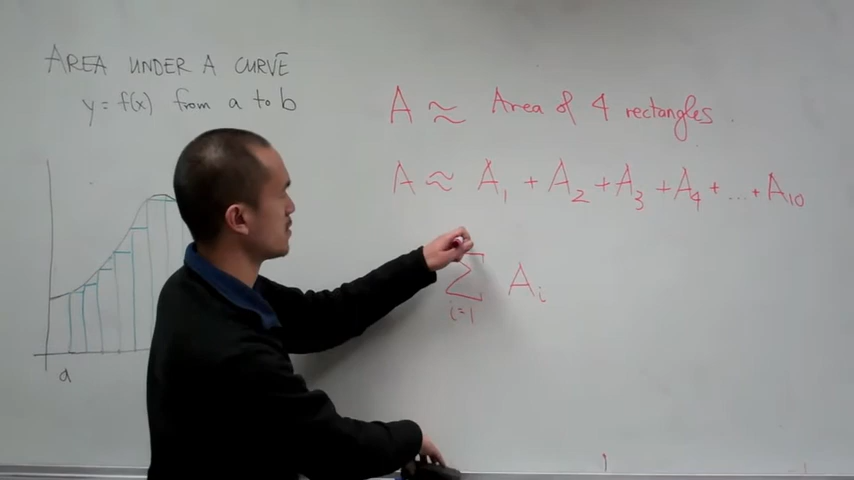 AREA UNDER A CURVE
y = f(x) from a to b
A ≈ Area of 4 rectangles
A ≈ A₁ + A₂ + A₃ + A₄ + ... + A₁₀
∑ Aᵢ
i=1
a